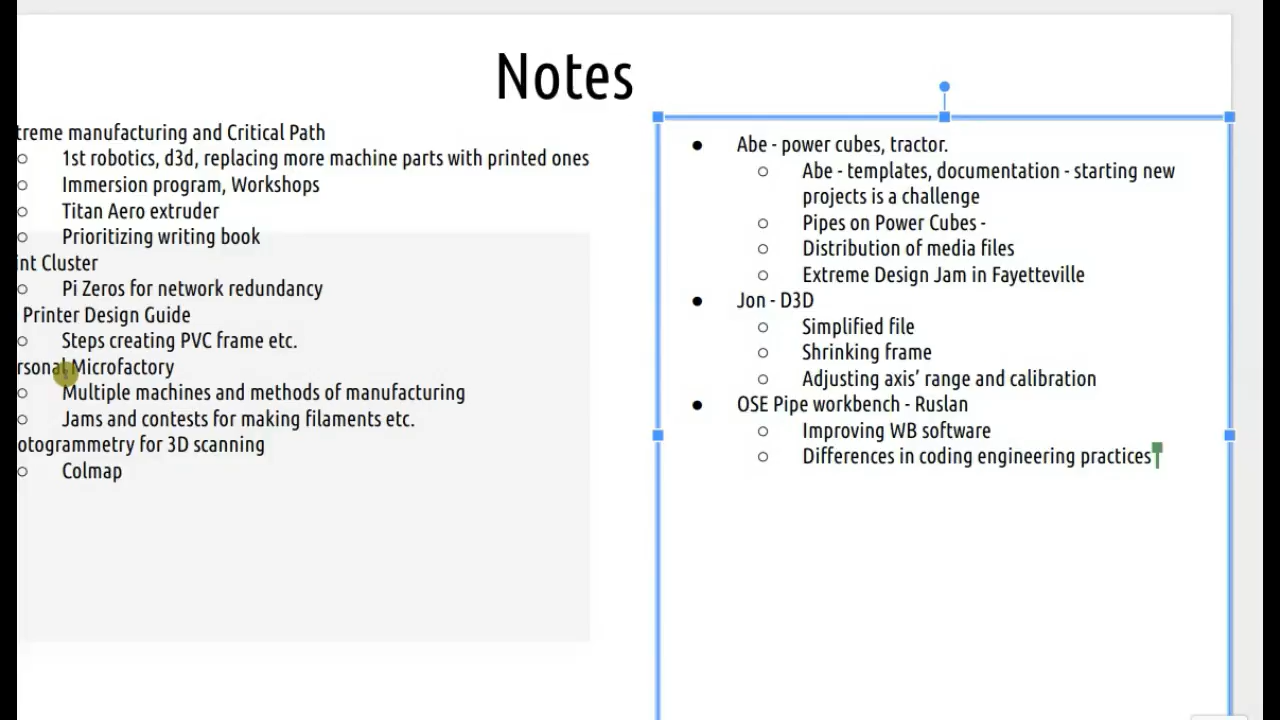 Notes
treme manufacturing and Critical Path
1st robotics, d3d, replacing more machine parts with printed ones
Immersion program, Workshops
Titan Aero extruder
Prioritizing writing book
int Cluster
Pi Zeros for network redundancy
Printer Design Guide
Steps creating PVC frame etc.
rsonal Microfactory
Multiple machines and methods of manufacturing
Jams and contests for making filaments etc.
otogrammetry for 3D scanning
Colmap
Abe - power cubes, tractor.
Abe - templates, documentation - starting new
projects is a challenge
Pipes on Power Cubes -
Distribution of media files
Extreme Design Jam in Fayetteville
Jon - D3D
Simplified file
Shrinking frame
Adjusting axis’ range and calibration
OSE Pipe workbench - Ruslan
Improving WB software
Differences in coding engineering practices